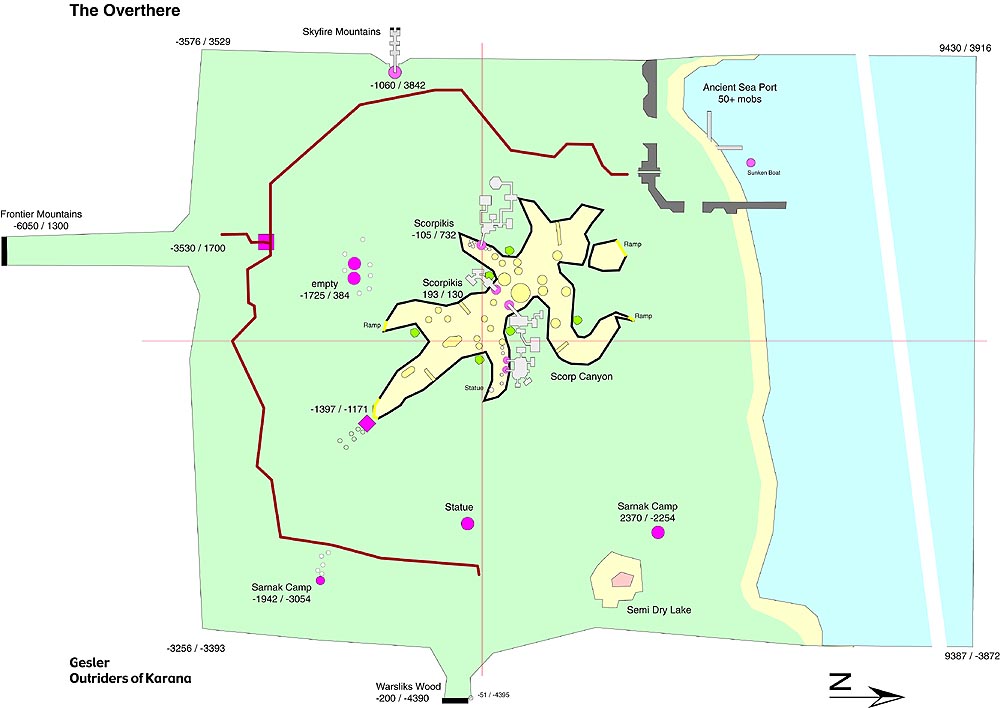 The Overthere
-3576 / 3529
Skyfire Mountains
-1060 / 3842
9430 / 3916
Ancient Sea Port
50+ mobs
Sunken Boat
Frontier Mountains
-6050 / 1300
-3530 / 1700
Scorpikis
-105 / 732
Ramp
empty
-1725 / 384
Scorpikis
193 / 130
Ramp
Ramp
Scorp Canyon
Statue
-1397 / -1171
Statue
Sarnak Camp
2370 / -2254
Sarnak Camp
-1942 / -3054
Semi Dry Lake
-3256 / -3393
9387 / -3872
Gesler
Outriders of Karana
Warsliks Wood
-200 / -4390
-51 / -4395
N